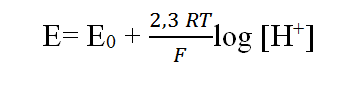 E= E₀ + 2,3 RT/F log [H⁺]